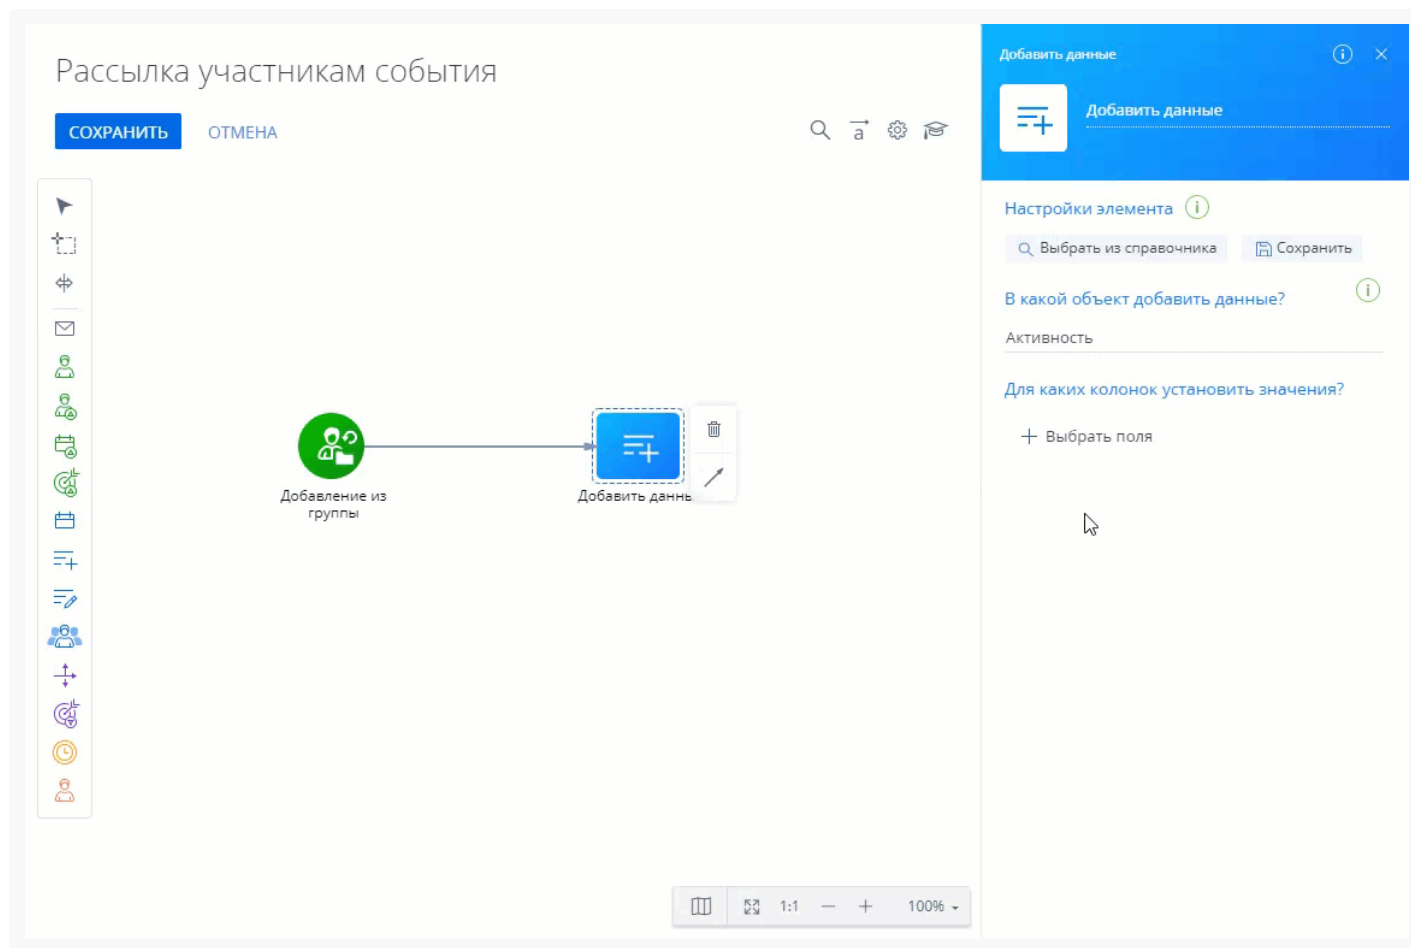 Рассылка участникам события
СОХРАНИТЬ ОТМЕНА
a
Добавление из
группы
Добавить данны
1:1 100%
Добавить данные
Добавить данные
Настройки элемента
Выбрать из справочника Сохранить
В какой объект добавить данные?
Активность
Для каких колонок установить значения?
Выбрать поля